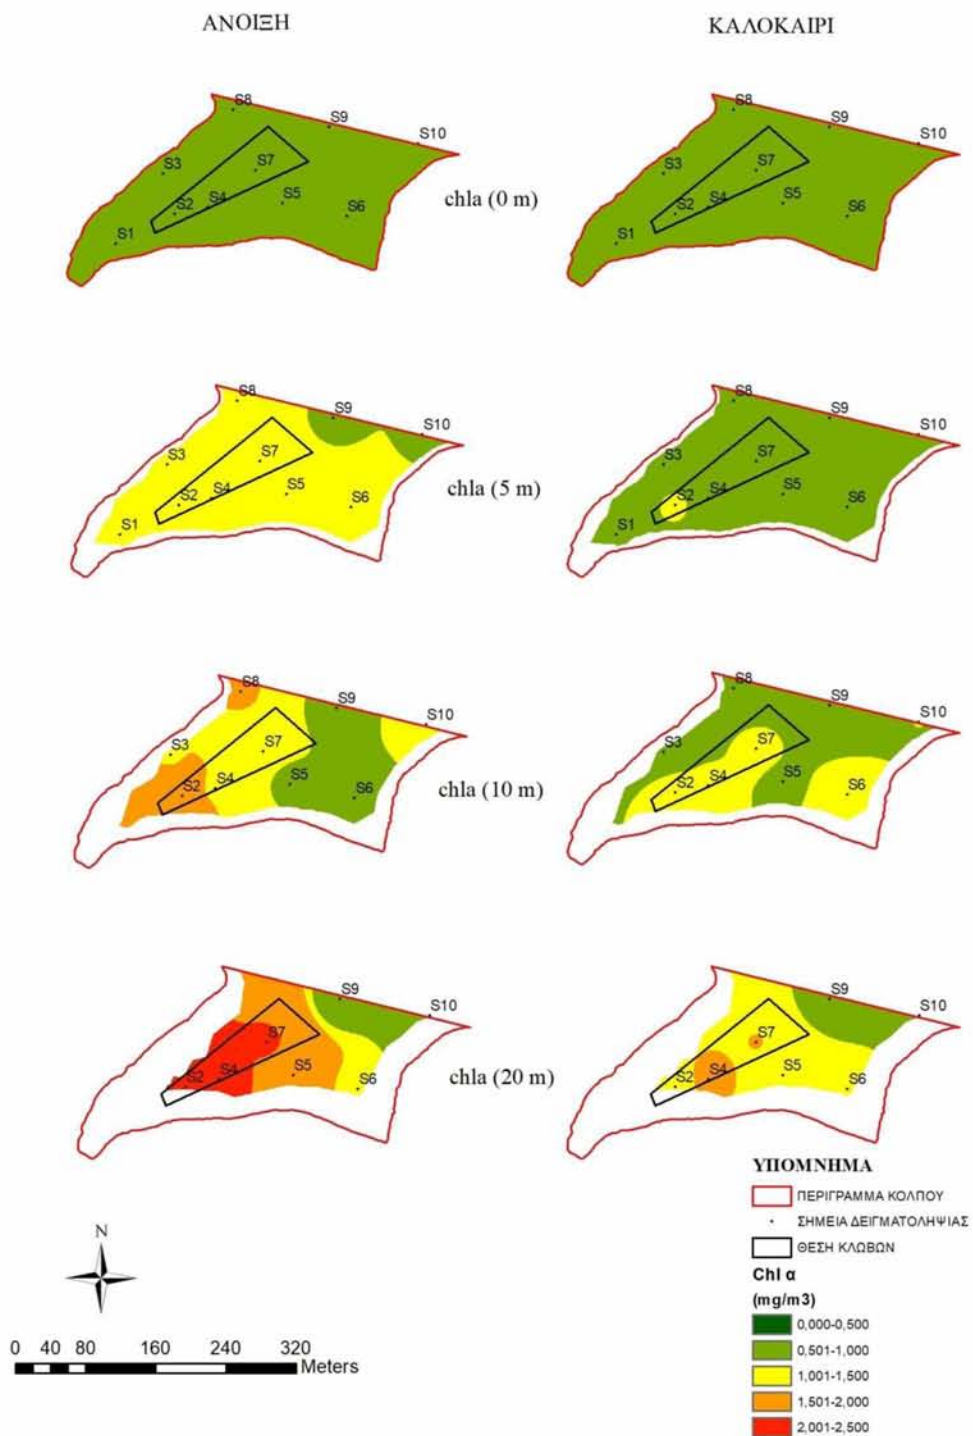 ΑΝΟΙΞΗ
ΚΑΛΟΚΑΙΡΙ
S8
S9
S10
S3
S7
S2
S4
S5
S6
S1
chla (0 m)
S8
S9
S10
S3
S7
S2
S4
S5
S6
S1
S8
S9
S10
S3
S7
S2
S4
S5
S6
S1
chla (5 m)
S8
S9
S10
S3
S7
S2
S4
S5
S6
S1
S8
S9
S10
S3
S7
S2
S4
S5
S6
chla (10 m)
S8
S9
S10
S3
S7
S2
S4
S5
S6
S9
S10
S7
S2
S4
S5
S6
chla (20 m)
S9
S10
S7
S2
S4
S5
S6
ΥΠΟΜΝΗΜΑ
ΠΕΡΙΓΡΑΜΜΑ ΚΟΛΠΟΥ
ΣΗΜΕΙΑ ΔΕΙΓΜΑΤΟΛΗΨΙΑΣ
ΘΕΣΗ ΚΛΩΒΩΝ
Chl α
(mg/m3)
0,000-0,500
0,501-1,000
1,001-1,500
1,501-2,000
2,001-2,500
N
0 40 80 160 240 320
Meters